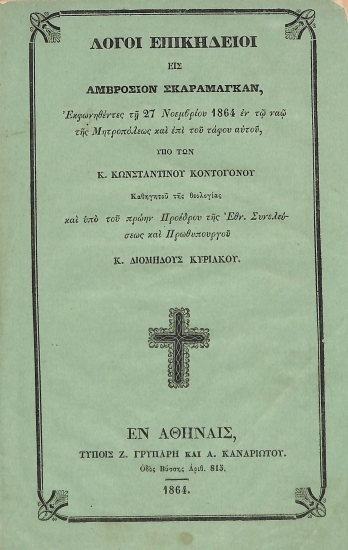 ΛΟΓΟΙ ΕΠΙΚΗΔΕΙΟΙ
ΕΙΣ
ΑΜΒΡΟΣΙΟΝ ΣΚΑΡΑΜΑΓΚΑΝ,
Ἐκφωνηθέντες τῇ 27 Νοεμβρίου 1864 ἐν τῷ ναῷ
τῆς Μητροπόλεως καὶ ἐπὶ τοῦ τάφου αὐτοῦ,
ΥΠΟ ΤΩΝ
Κ. ΚΩΝΣΤΑΝΤΙΝΟΥ ΚΟΝΤΟΓΟΝΟΥ
Καθηγητοῦ τῆς θεολογίας
καὶ ὑπὸ τοῦ πρώην Προέδρου τῆς Ἐθν. Συνελεύ-
σεως καὶ Πρωθυπουργοῦ
Κ. ΔΙΟΜΗΔΟΥΣ ΚΥΡΙΑΚΟΥ.
ΕΝ ΑΘΗΝΑΙΣ,
ΤΥΠΟΙΣ Ζ. ΓΡΥΠΑΡΗ ΚΑΙ Α. ΚΑΝΑΡΙΩΤΟΥ.
Ὁδὸς Βύσσης Ἀριθ. 815.
1864.